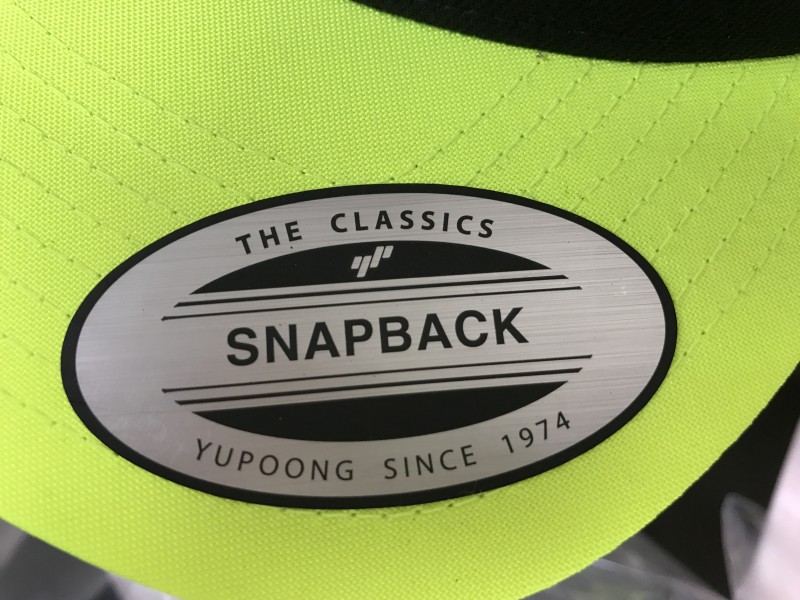 THE CLASSICS
SNAPBACK
YUPOONG SINCE 1974